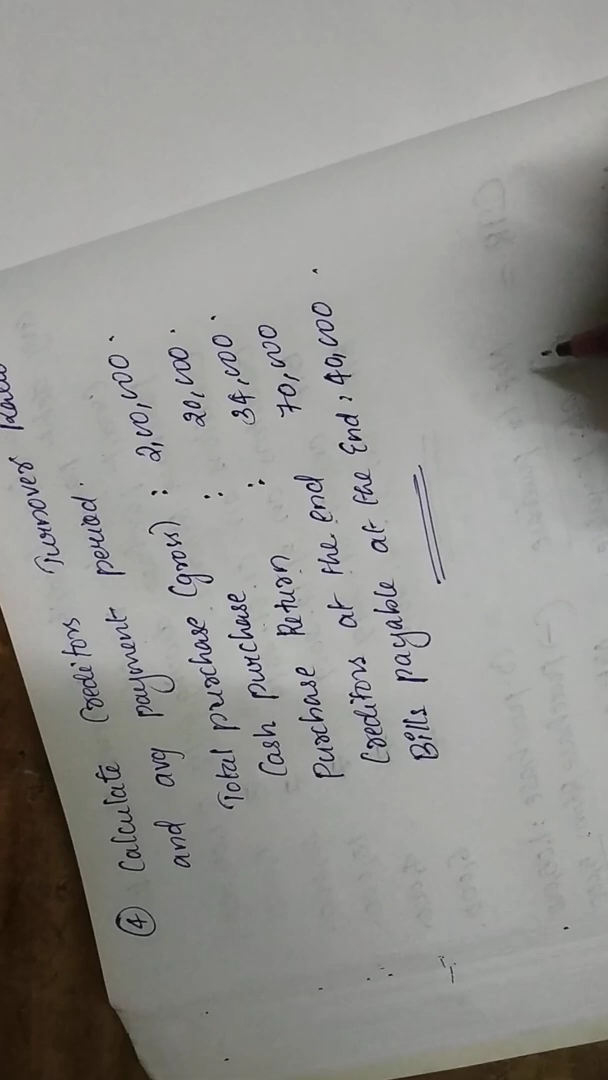 ④ Calculate Creditors Turnover
and avg payment period.
Total purchase (gross) : 2,00,000.
Cash purchase : 20,000.
Purchase Return : 34,000.
Creditors at the end 70,000
Bills payable at the End : 40,000.